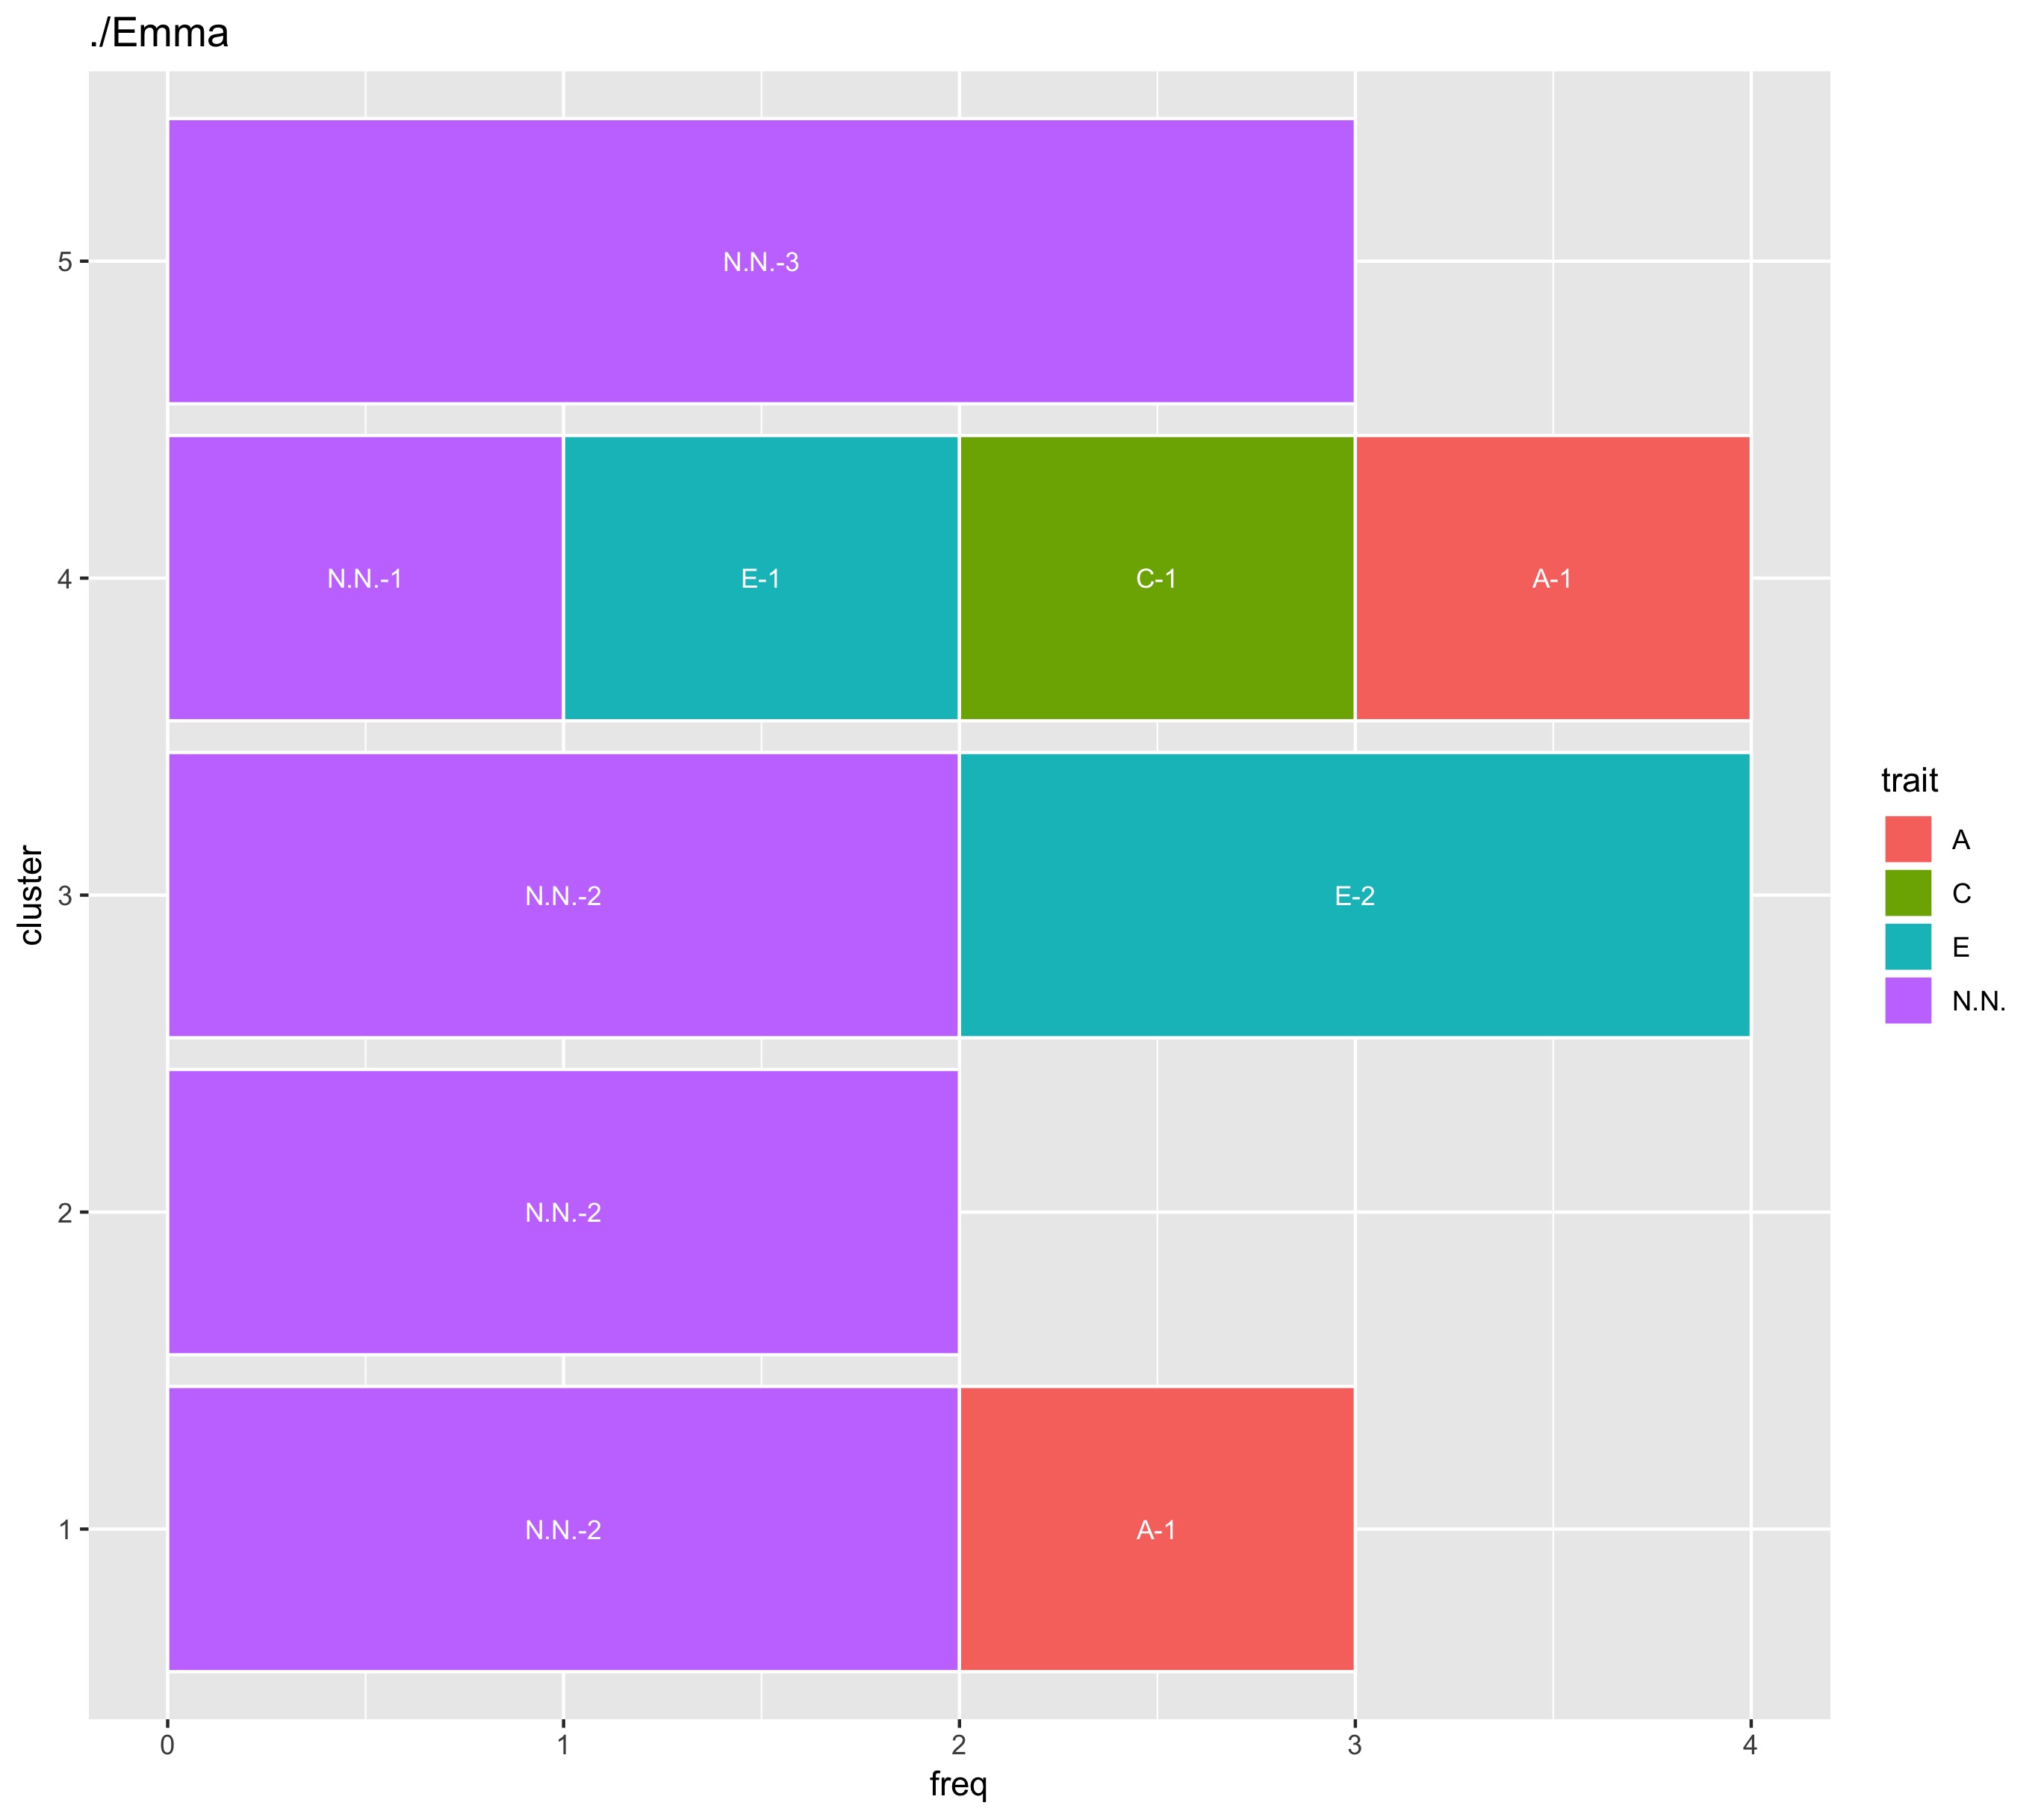 ./Emma
5
N.N.-3
4
N.N.-1
E-1
C-1
A-1
trait
A
C
E
N.N.
cluster
3
N.N.-2
E-2
2
N.N.-2
1
N.N.-2
A-1
0
1
2
3
4
freq